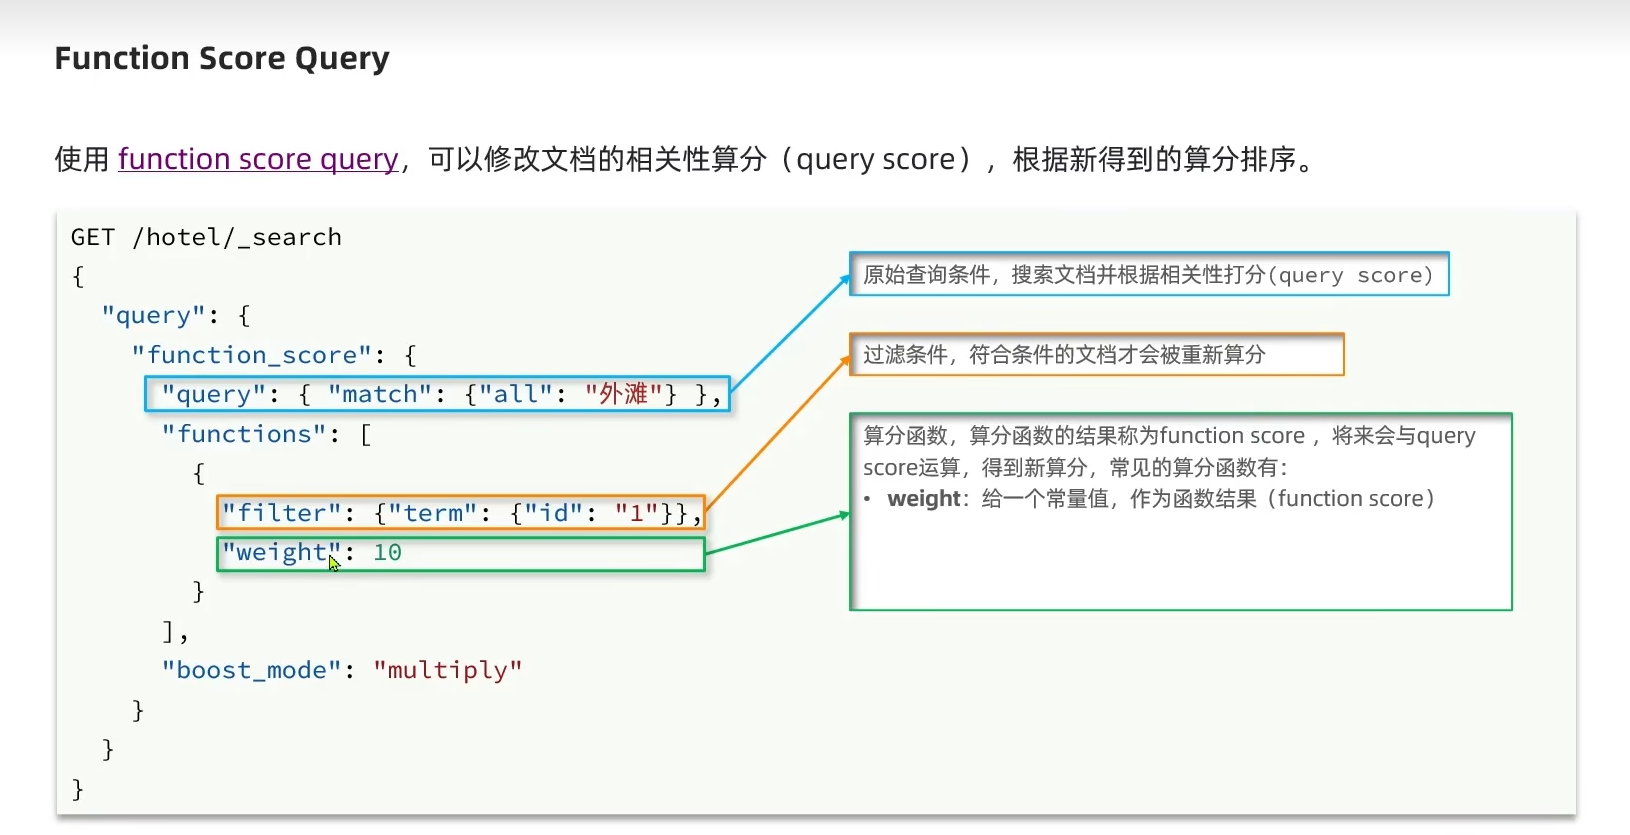 Function Score Query
使用 function score query，可以修改文档的相关性算分（query score），根据新得到的算分排序。
GET /hotel/_search
{
"query": {
"function_score": {
"query": { "match": {"all": "外滩"} },
"functions": [
{
"filter": {"term": {"id": "1"}},
"weight": 10
}
],
"boost_mode": "multiply"
}
}
}
原始查询条件，搜索文档并根据相关性打分(query score)
过滤条件，符合条件的文档才会被重新算分
算分函数，算分函数的结果称为function score ，将来会与query
score运算，得到新算分，常见的算分函数有：
• weight：给一个常量值，作为函数结果（function score）